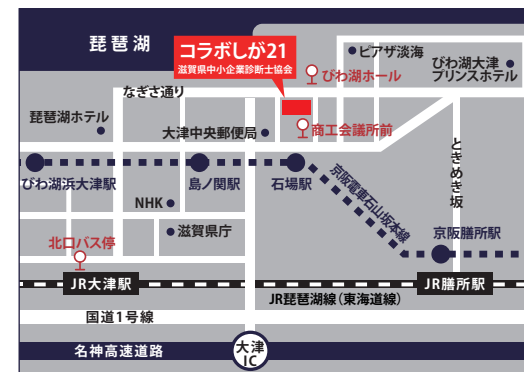 琵琶湖
コラボしが21
滋賀県中小企業診断士協会
ピアザ淡海
びわ湖ホール
びわ湖大津
プリンスホテル
なぎさ通り
琵琶湖ホテル
大津中央郵便局
商工会議所前
ときめき坂
びわ湖浜大津駅
島ノ関駅
石場駅
京阪電車石山坂本線
NHK
滋賀県庁
京阪膳所駅
北口バス停
JR大津駅
JR膳所駅
JR琵琶湖線(東海道線)
国道1号線
名神高速道路
大津
IC